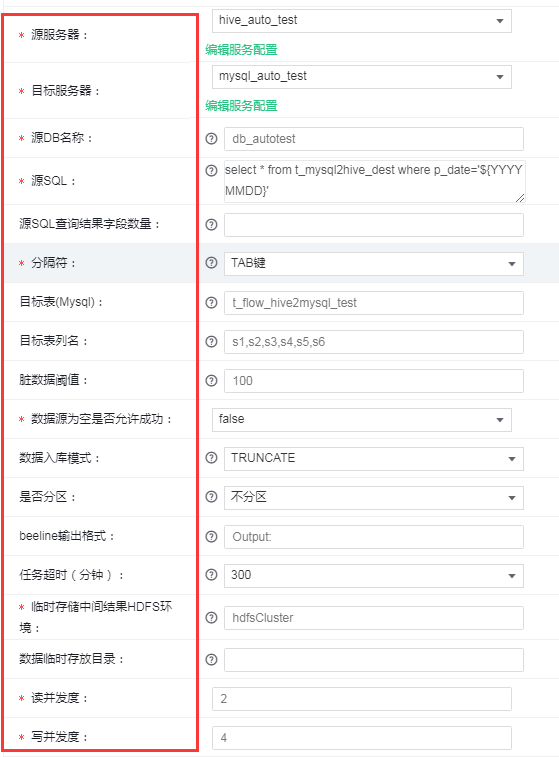 * 源服务器： hive_auto_test
编辑服务配置
* 目标服务器： mysql_auto_test
编辑服务配置
* 源DB名称： db_autotest
* 源SQL： select * from t_mysql2hive_dest where p_date='${YYYY
MMDD}'
源SQL查询结果字段数量：
* 分隔符： TAB键
目标表(Mysql)： t_flow_hive2mysql_test
目标表列名： s1,s2,s3,s4,s5,s6
脏数据阈值： 100
* 数据源为空是否允许成功： false
数据入库模式： TRUNCATE
是否分区： 不分区
beeline输出格式： Output:
任务超时（分钟）： 300
* 临时存储中间结果HDFS环
境： hdfsCluster
数据临时存放目录：
* 读并发度： 2
* 写并发度： 4